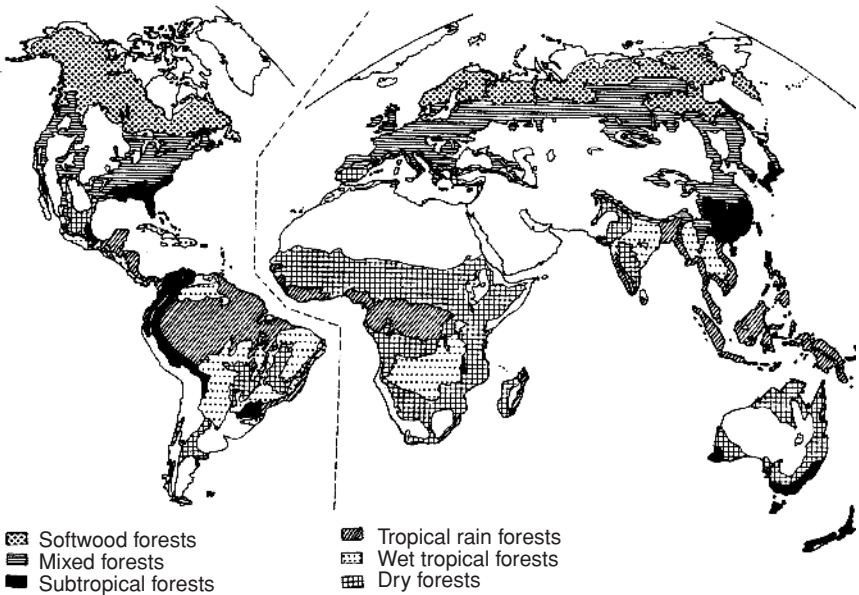 Softwood forests
Mixed forests
Subtropical forests
Tropical rain forests
Wet tropical forests
Dry forests